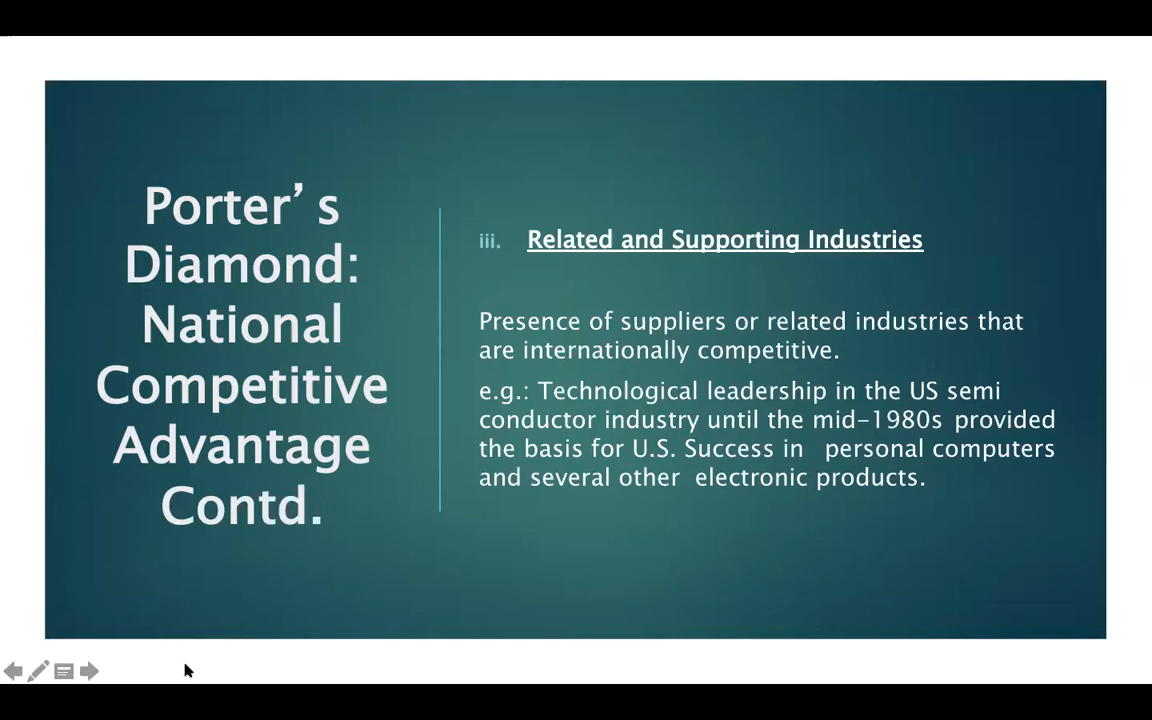 Porter’s
Diamond:
National
Competitive
Advantage
Contd.
iii. Related and Supporting Industries
Presence of suppliers or related industries that
are internationally competitive.
e.g.: Technological leadership in the US semi
conductor industry until the mid-1980s provided
the basis for U.S. Success in personal computers
and several other electronic products.